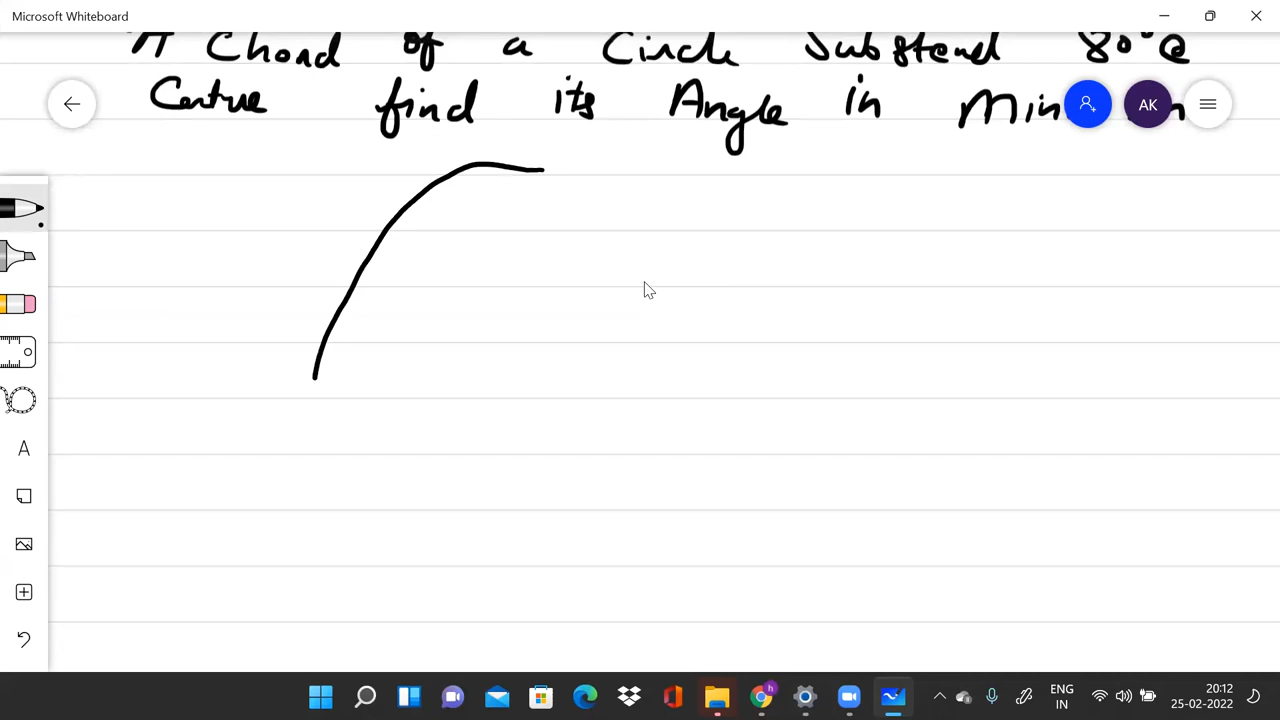 Microsoft Whiteboard
A Chord of a Circle Substend 80°@
Centre find its Angle in
AK
A
ENG
IN
20:12
25-02-2022
h